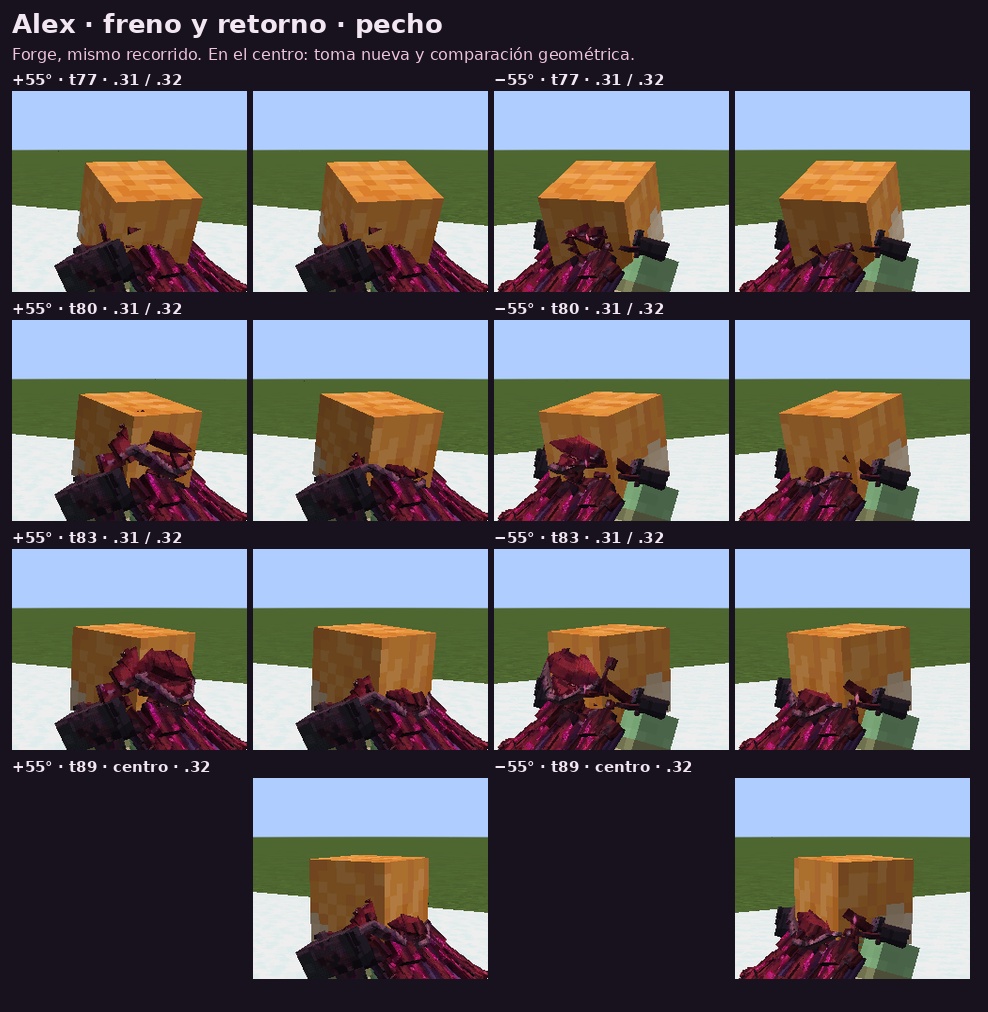 Alex · freno y retorno · pecho
Forge, mismo recorrido. En el centro: toma nueva y comparación geométrica.
+55° · t77 · .31 / .32
−55° · t77 · .31 / .32
+55° · t80 · .31 / .32
−55° · t80 · .31 / .32
+55° · t83 · .31 / .32
−55° · t83 · .31 / .32
+55° · t89 · centro · .32
−55° · t89 · centro · .32